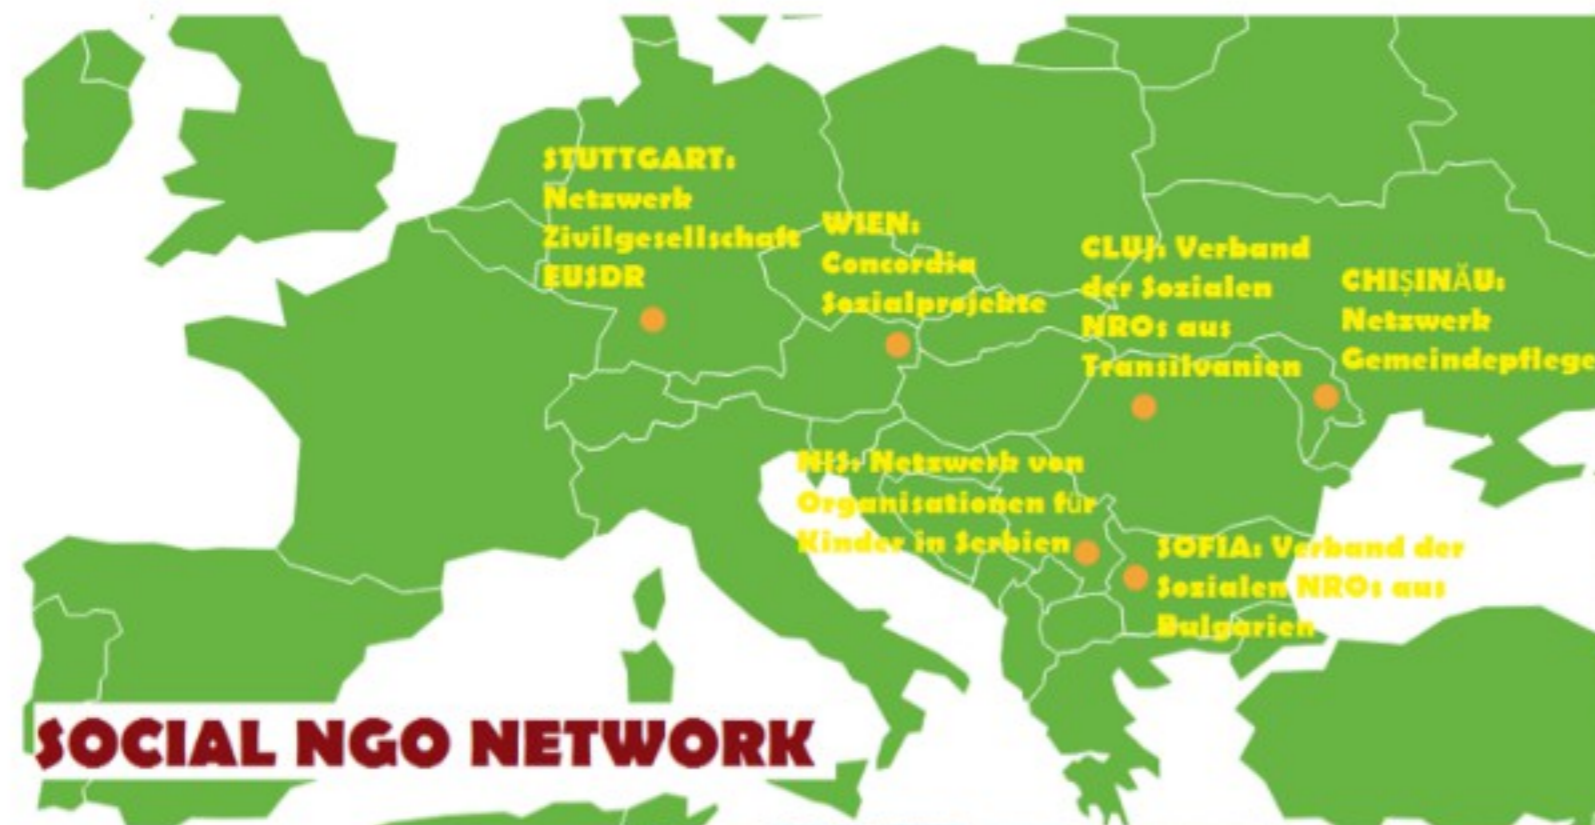 STUTTGART:
Netzwerk
Zivilgesellschaft
EUSDR
WIEN:
Concordia
Sozialprojekte
CLUJ: Verband
der Sozialen
NROs aus
Transilvanien
CHIȘINĂU:
Netzwerk
Gemeindepflege
NIS: Netzwerk von
Organisationen für
Kinder in Serbien
SOFIA: Verband der
Sozialen NROs aus
Bulgarien
SOCIAL NGO NETWORK